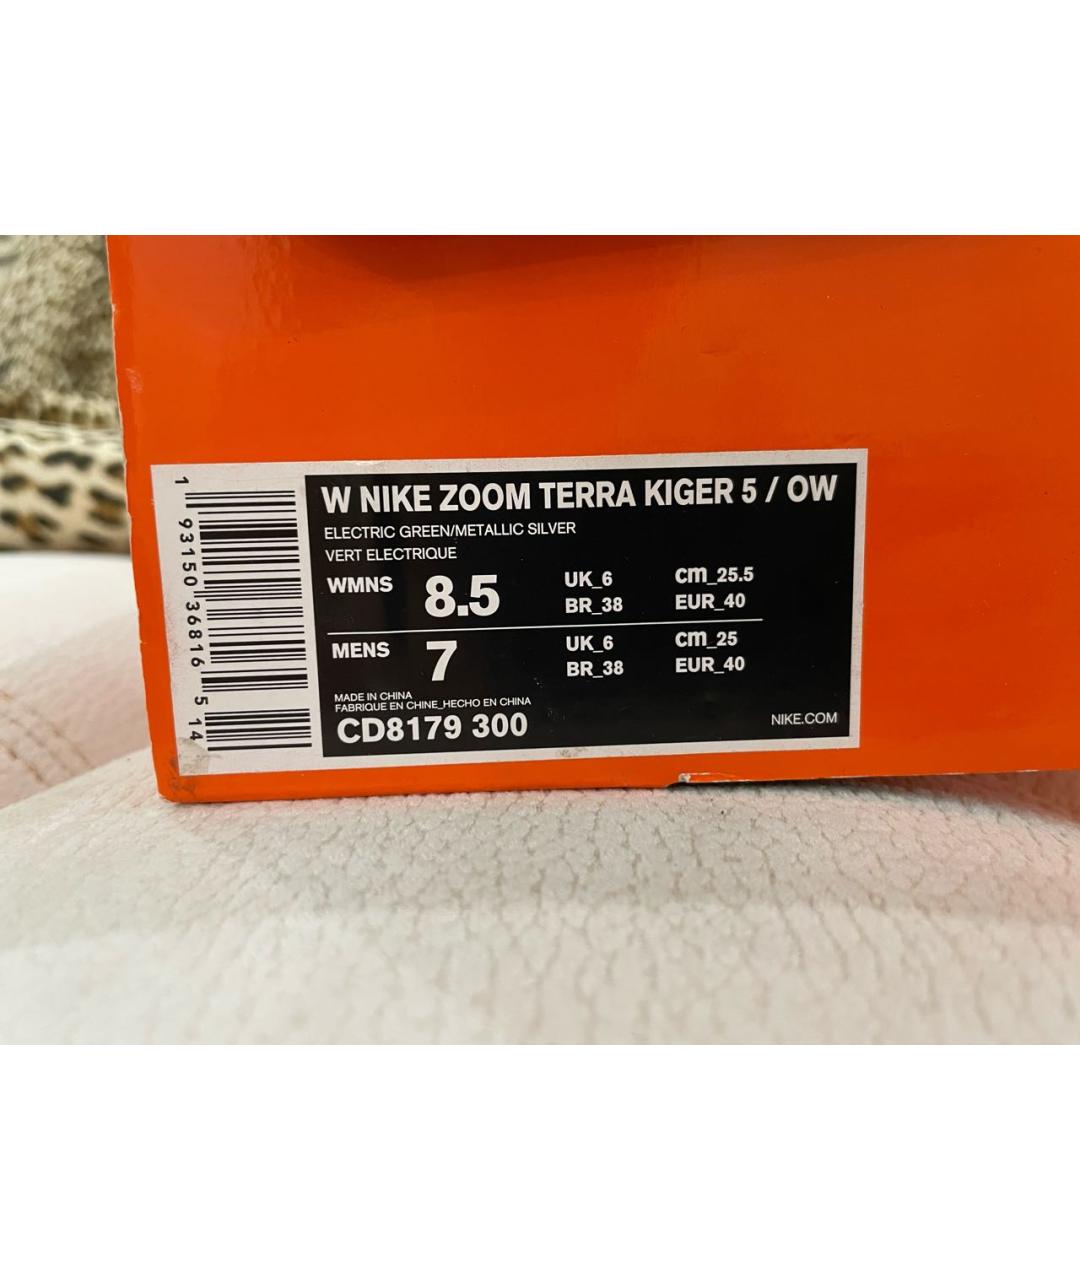 W NIKE ZOOM TERRA KIGER 5 / OW
ELECTRIC GREEN/METALLIC SILVER
VERT ELECTRIQUE
WMNS 8.5 UK_6 cm_25.5
BR_38 EUR_40
MENS 7 UK_6 cm_25
BR_38 EUR_40
MADE IN CHINA
FABRIQUE EN CHINE_HECHO EN CHINA
CD8179 300 NIKE.COM
1 93150 36816 5 14